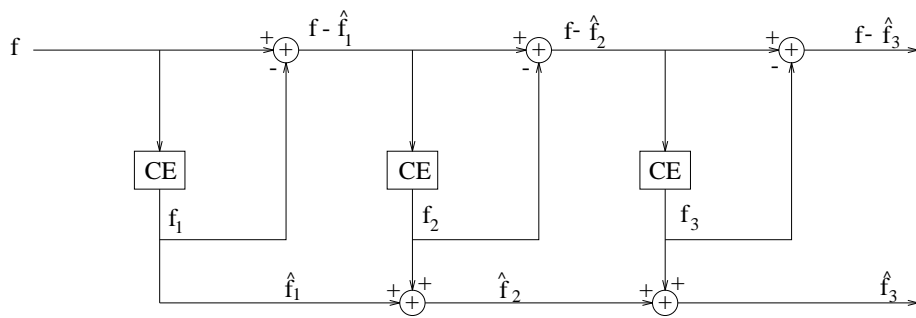 f + + - f - f̂₁ + + - f- f̂₂ + + - f- f̂₃
CE CE CE
f₁ f₂ f₃
f̂₁ + + + f̂₂ + + + f̂₃